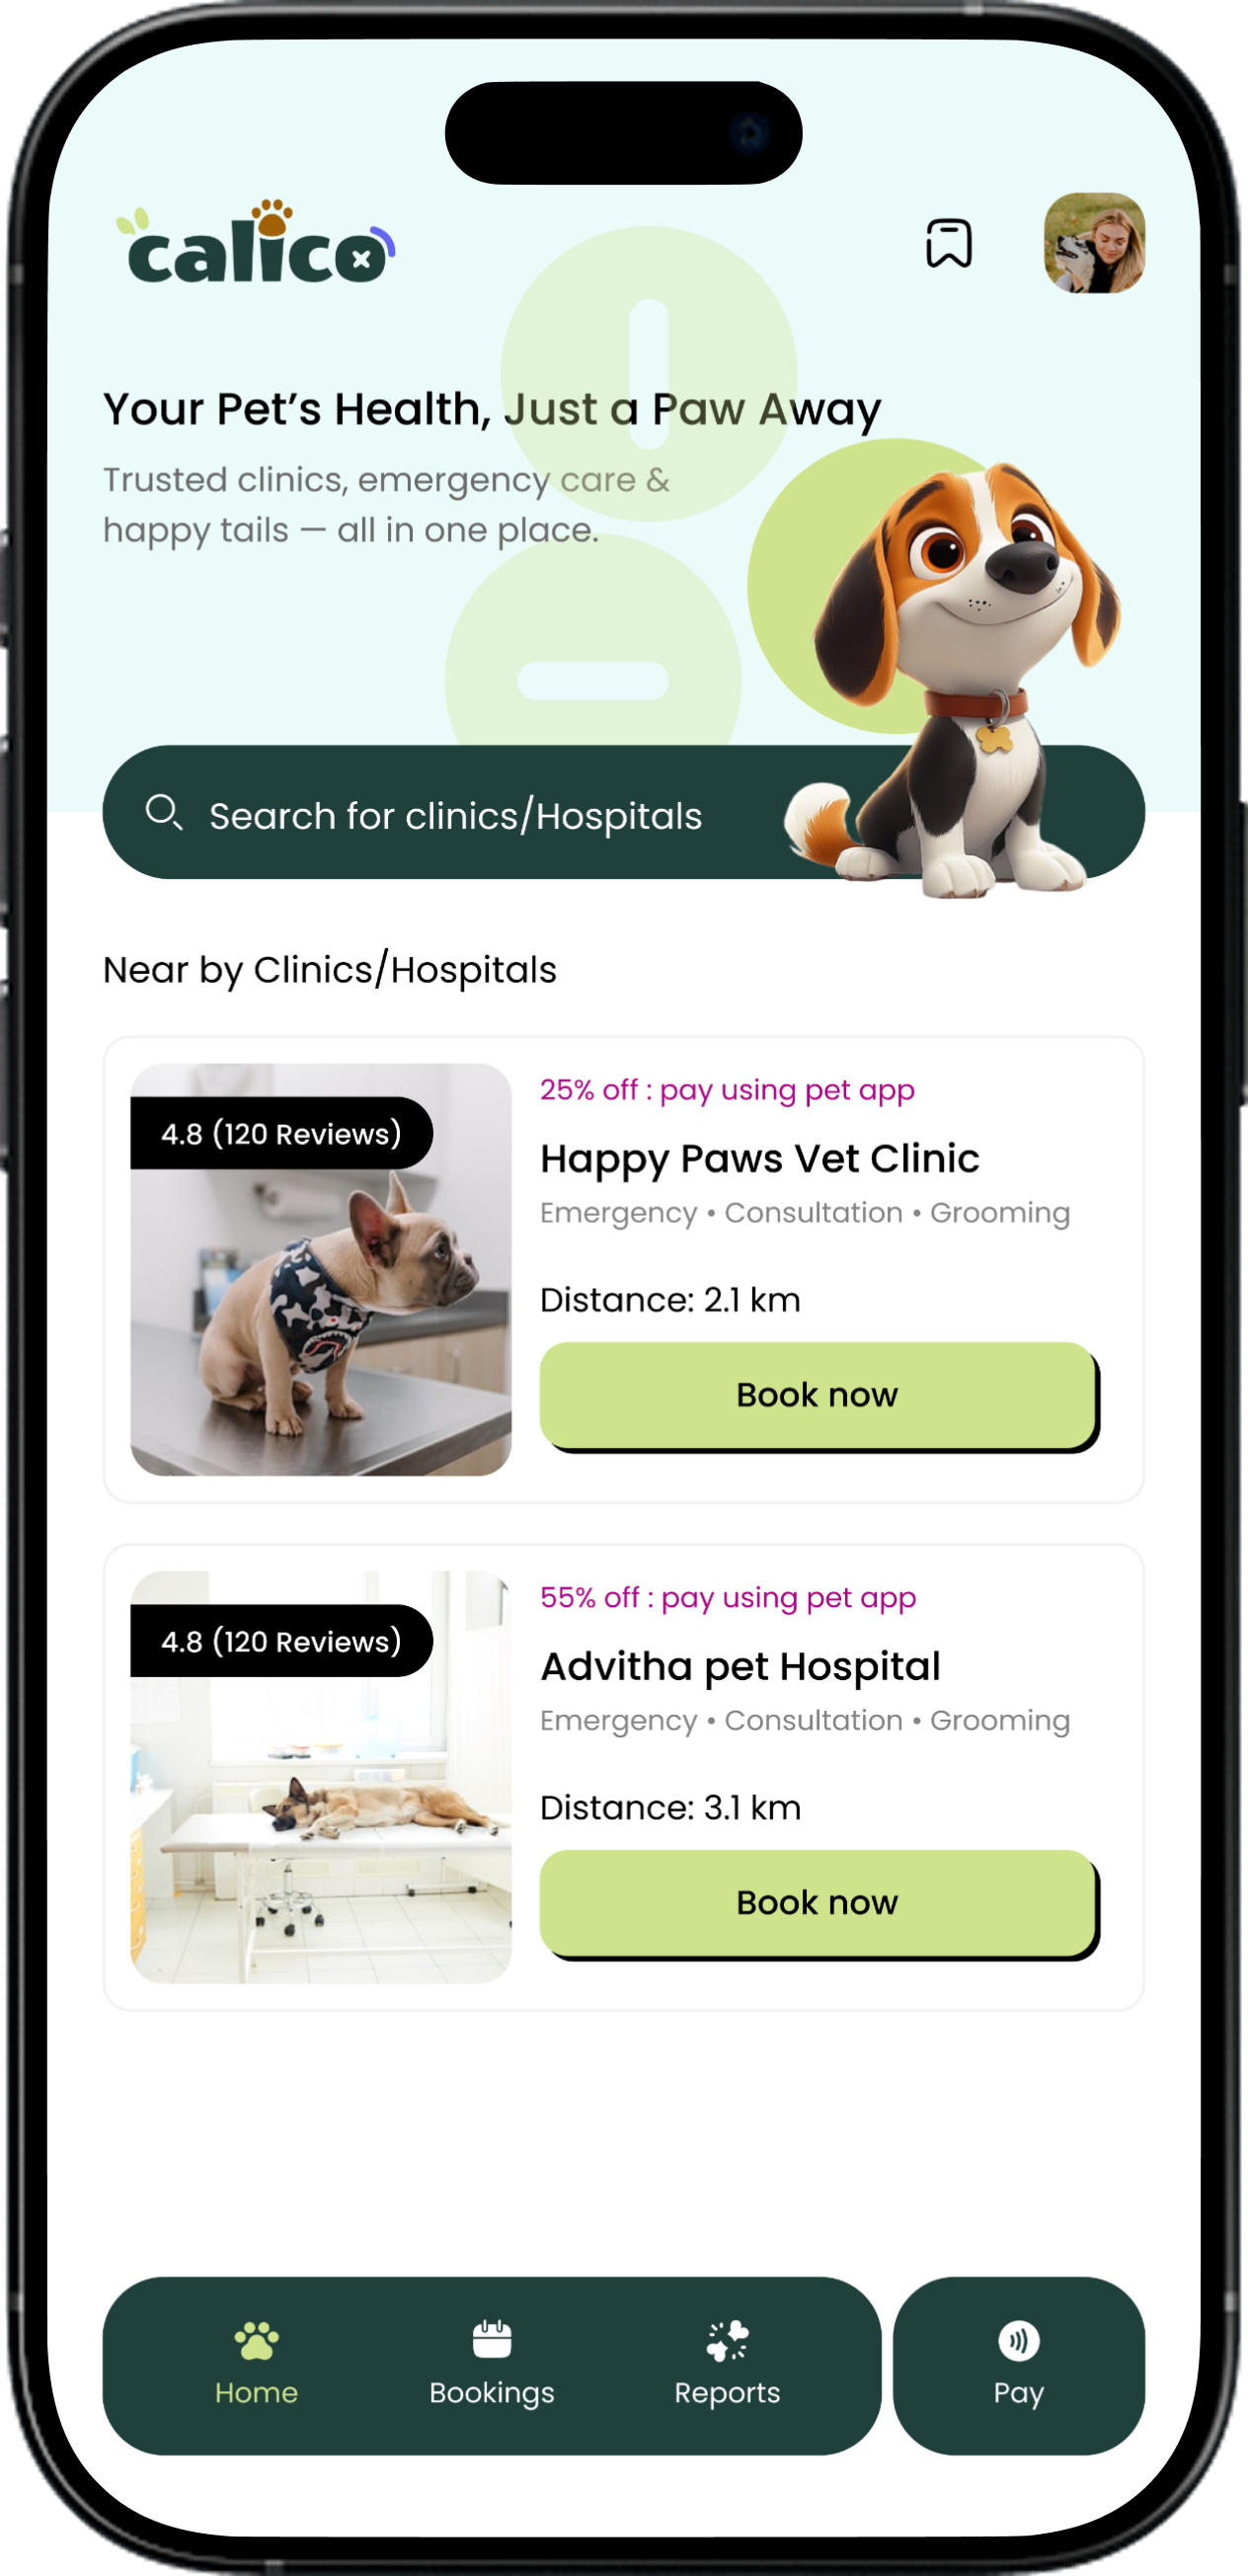 calico
Your Pet’s Health, Just a Paw Away
Trusted clinics, emergency care &
happy tails — all in one place.
Search for clinics/Hospitals
Near by Clinics/Hospitals
4.8 (120 Reviews)
25% off : pay using pet app
Happy Paws Vet Clinic
Emergency • Consultation • Grooming
Distance: 2.1 km
Book now
4.8 (120 Reviews)
55% off : pay using pet app
Advitha pet Hospital
Emergency • Consultation • Grooming
Distance: 3.1 km
Book now
Home
Bookings
Reports
Pay